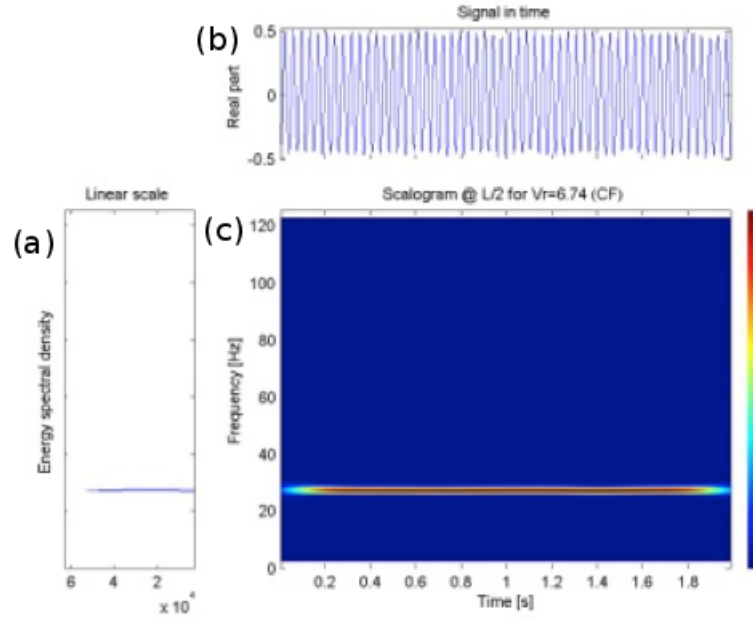 Signal in time
(b)
Real part
0.5
0
-0.5
Linear scale
(a)
Energy spectral density
6 4 2
x 10^4
Scalogram @ L/2 for Vr=6.74 (CF)
(c)
Frequency [Hz]
120
100
80
60
40
20
0
0.2 0.4 0.6 0.8 1 1.2 1.4 1.6 1.8
Time [s]